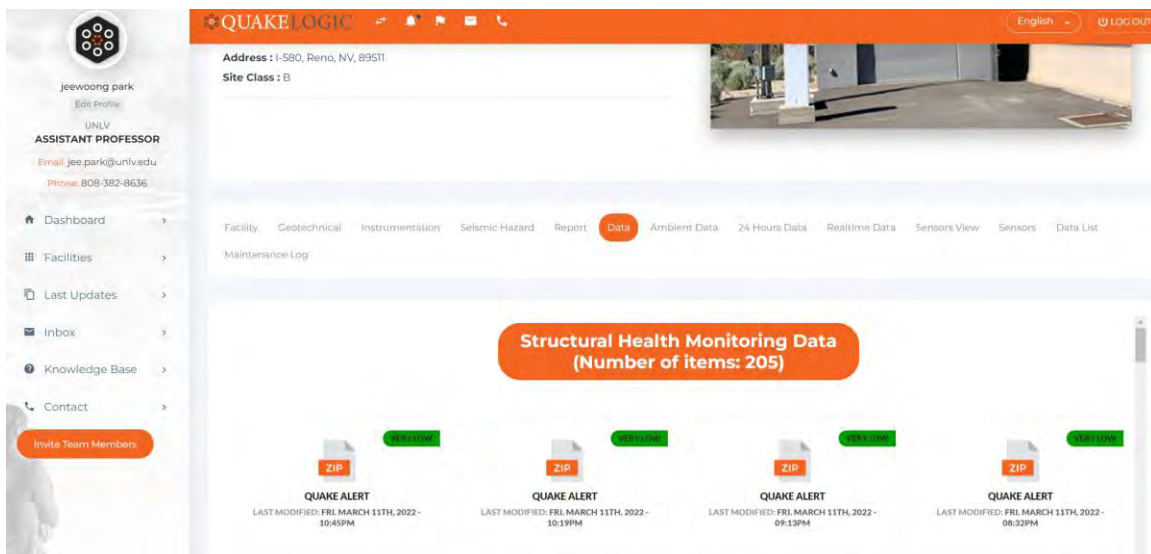 QUAKELOGIC
English
LOG OUT
jeewoong park
Edit Profile
UNLV
ASSISTANT PROFESSOR
Email: jee.park@unlv.edu
Phone: 808-382-8636
Dashboard
Facilities
Last Updates
Inbox
Knowledge Base
Contact
Invite Team Members
Address : I-580, Reno, NV, 89511
Site Class : B
Facility Geotechnical Instrumentation Seismic Hazard Report Data Ambient Data 24 Hours Data Realtime Data Sensors View Sensors Data List
Maintenance Log
Structural Health Monitoring Data
(Number of items: 205)
VERY LOW VERY LOW VERY LOW VERY LOW
ZIP ZIP ZIP ZIP
QUAKE ALERT QUAKE ALERT QUAKE ALERT QUAKE ALERT
LAST MODIFIED: FRI. MARCH 11TH, 2022 - LAST MODIFIED: FRI. MARCH 11TH, 2022 - LAST MODIFIED: FRI. MARCH 11TH, 2022 - LAST MODIFIED: FRI. MARCH 11TH, 2022 -
10:45PM 10:19PM 09:13PM 08:32PM